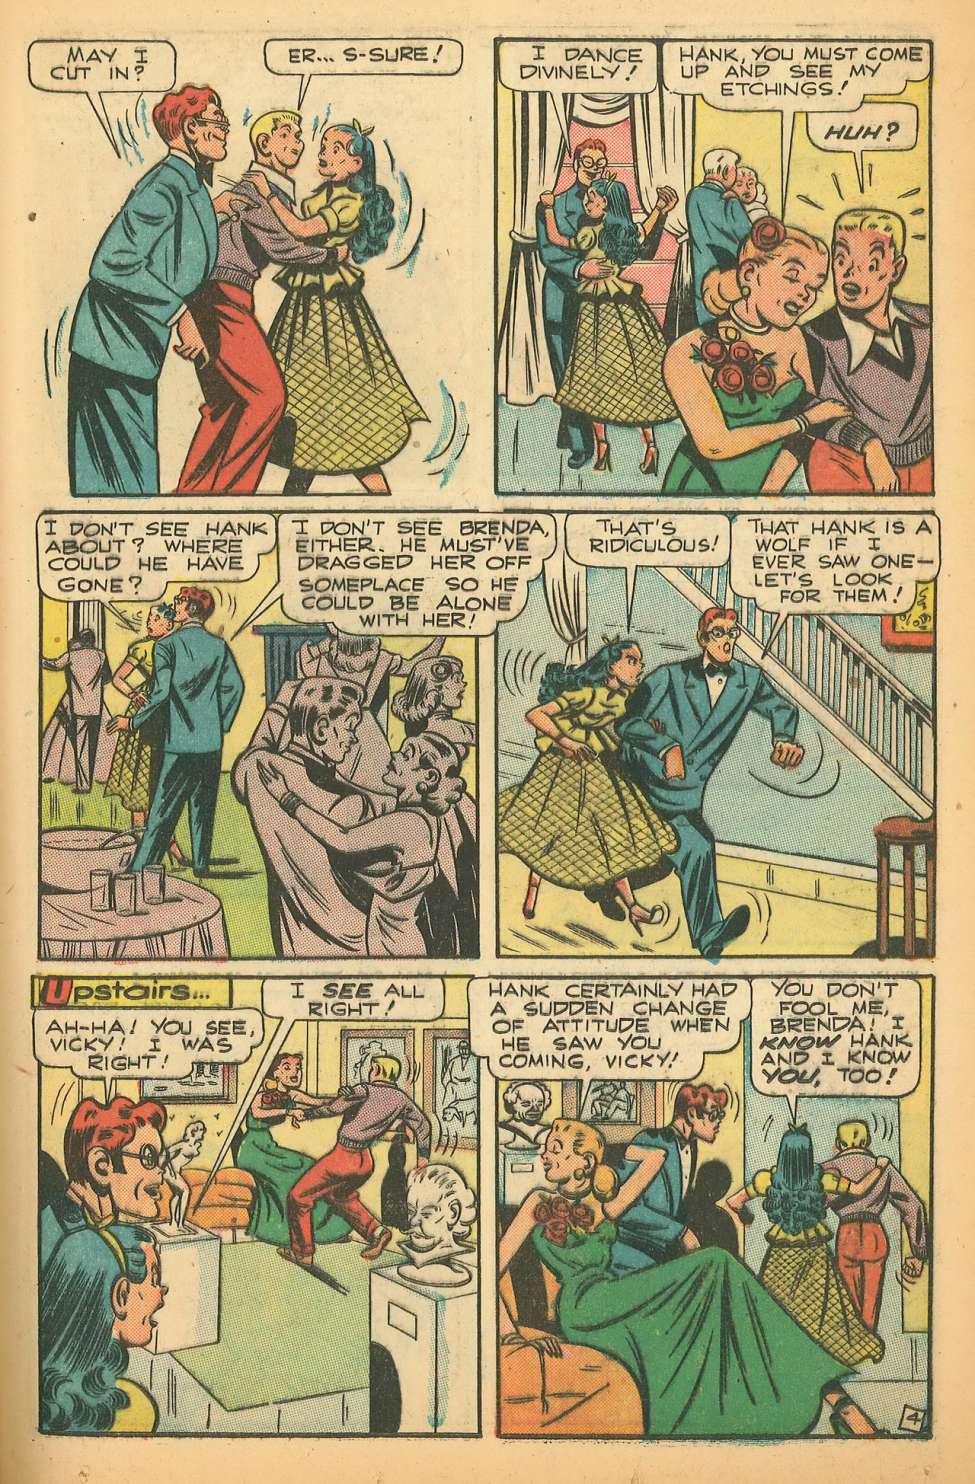 MAY I
CUT IN?
ER... S-SURE!
I DANCE
DIVINELY!
HANK, YOU MUST COME
UP AND SEE MY
ETCHINGS!
HUH?
I DON'T SEE HANK
ABOUT? WHERE
COULD HE HAVE
GONE?
I DON'T SEE BRENDA,
EITHER. HE MUST'VE
DRAGGED HER OFF
SOMEPLACE SO HE
COULD BE ALONE
WITH HER!
THAT'S
RIDICULOUS!
THAT HANK IS A
WOLF IF I
EVER SAW ONE—
LET'S LOOK
FOR THEM!
Upstairs...
AH-HA! YOU SEE,
VICKY! I WAS
RIGHT!
I SEE ALL
RIGHT!
HANK CERTAINLY HAD
A SUDDEN CHANGE
OF ATTITUDE WHEN
HE SAW YOU
COMING, VICKY!
YOU DON'T
FOOL ME,
BRENDA! I
KNOW HANK
AND I KNOW
YOU, TOO!
4